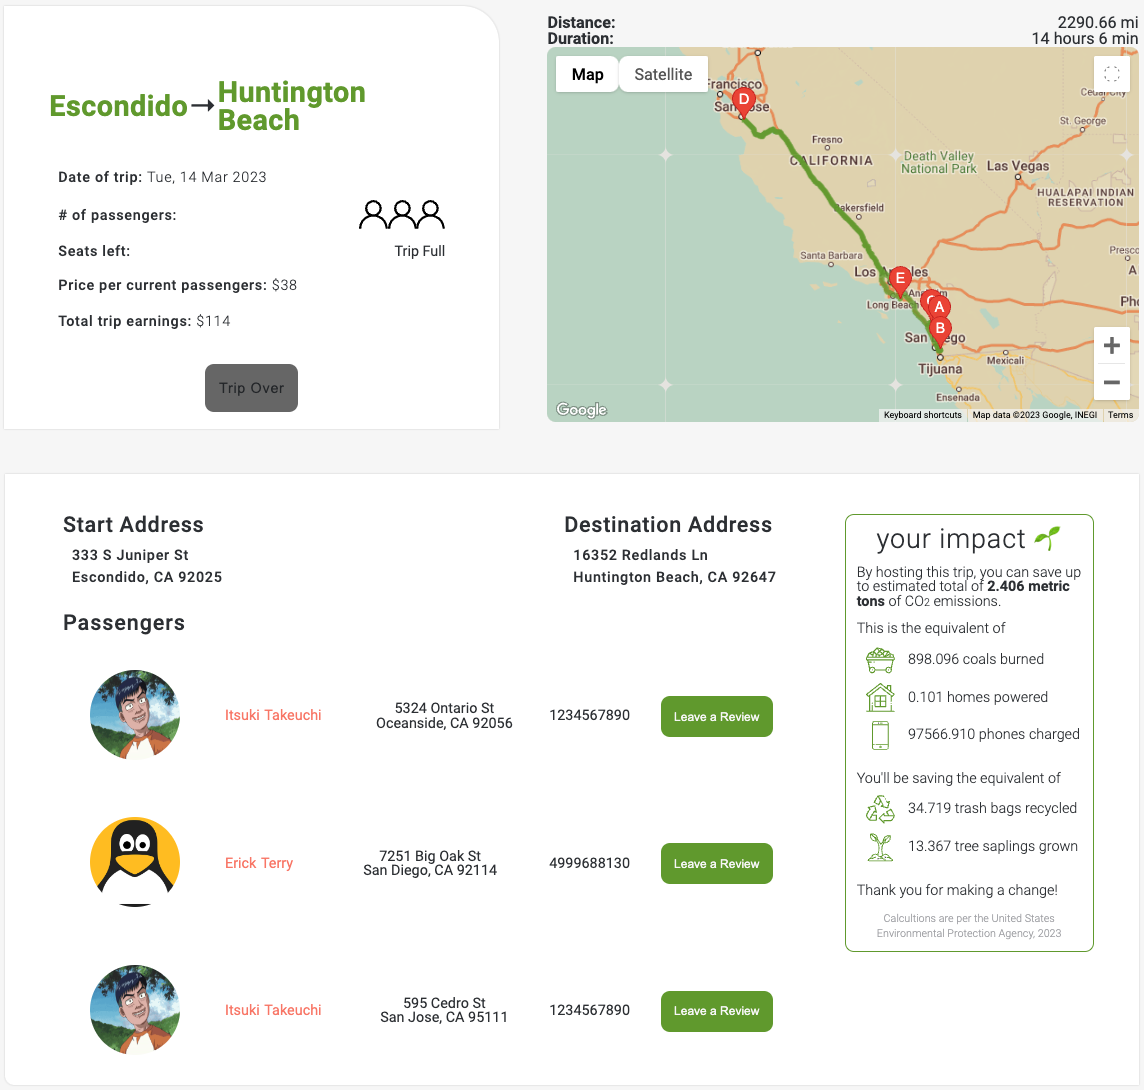 Escondido
Huntington
Beach
Date of trip: Tue, 14 Mar 2023
# of passengers:
Seats left: Trip Full
Price per current passengers: $38
Total trip earnings: $114
Trip Over
Distance: 2290.66 mi
Duration: 14 hours 6 min
Map Satellite
Francisco
San Jose
D
Cedar City
St. George
Fresno
CALIFORNIA
Death Valley
National Park
Las Vegas
HUALAPAI INDIAN
RESERVATION
Bakersfield
Santa Barbara
Los Angeles
E
Anaheim
Long Beach
C
A
B
Presco
A
Pho
San Diego
Tijuana
Mexicali
Ensenada
Google
Keyboard shortcuts Map data ©2023 Google, INEGI Terms
Start Address
333 S Juniper St
Escondido, CA 92025
Destination Address
16352 Redlands Ln
Huntington Beach, CA 92647
Passengers
Itsuki Takeuchi
5324 Ontario St
Oceanside, CA 92056
1234567890
Leave a Review
Erick Terry
7251 Big Oak St
San Diego, CA 92114
4999688130
Leave a Review
Itsuki Takeuchi
595 Cedro St
San Jose, CA 95111
1234567890
Leave a Review
your impact
By hosting this trip, you can save up
to estimated total of 2.406 metric
tons of CO2 emissions.
This is the equivalent of
898.096 coals burned
0.101 homes powered
97566.910 phones charged
You'll be saving the equivalent of
34.719 trash bags recycled
13.367 tree saplings grown
Thank you for making a change!
Calcultions are per the United States
Environmental Protection Agency, 2023